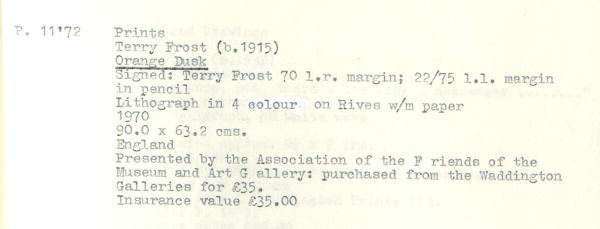 P. 11'72 Prints
Terry Frost (b.1915)
Orange Dusk
Signed: Terry Frost 70 l.r. margin; 22/75 l.l. margin
in pencil
Lithograph in 4 colour on Rives w/m paper
1970
90.0 x 63.2 cms.
England
Presented by the Association of the F riends of the
Museum and Art G allery: purchased from the Waddington
Galleries for £35.
Insurance value £35.00